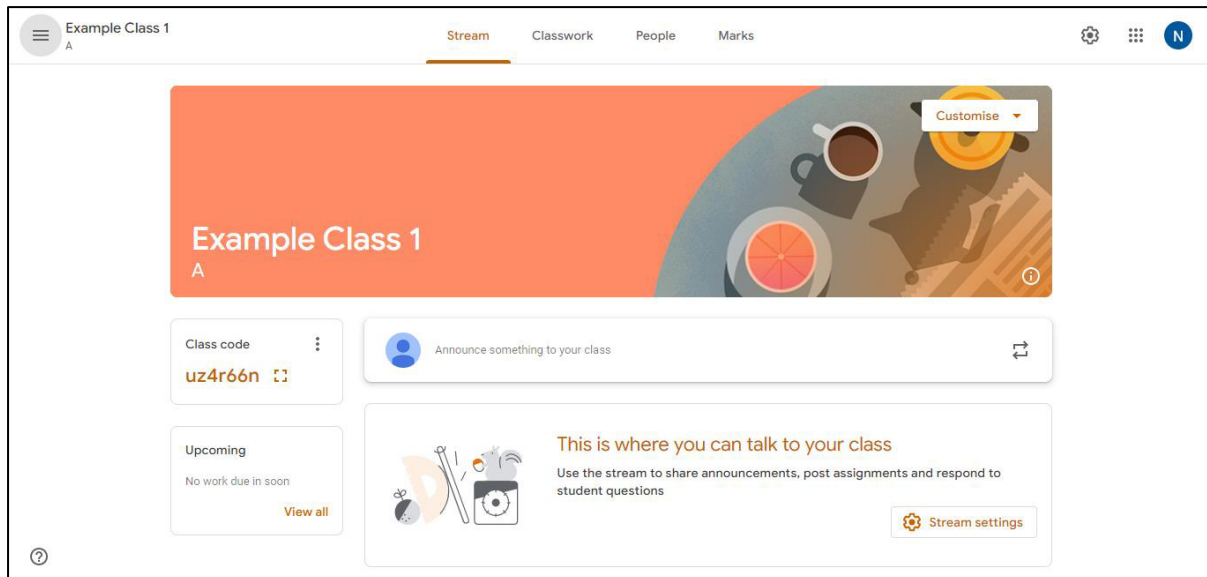 Example Class 1
A
Stream
Classwork
People
Marks
N
Customise
Example Class 1
A
Class code
uz4r66n
Announce something to your class
Upcoming
No work due in soon
View all
This is where you can talk to your class
Use the stream to share announcements, post assignments and respond to
student questions
Stream settings